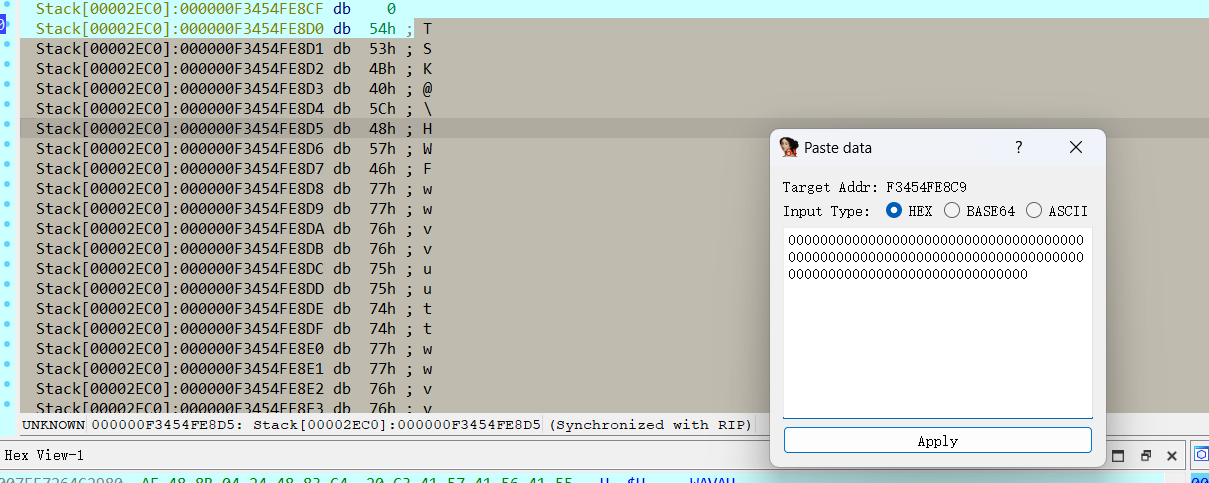 Stack[00002EC0]:000000F3454FE8CF db    0
Stack[00002EC0]:000000F3454FE8D0 db  54h ; T
Stack[00002EC0]:000000F3454FE8D1 db  53h ; S
Stack[00002EC0]:000000F3454FE8D2 db  4Bh ; K
Stack[00002EC0]:000000F3454FE8D3 db  40h ; @
Stack[00002EC0]:000000F3454FE8D4 db  5Ch ; \
Stack[00002EC0]:000000F3454FE8D5 db  48h ; H
Stack[00002EC0]:000000F3454FE8D6 db  57h ; W
Stack[00002EC0]:000000F3454FE8D7 db  46h ; F
Stack[00002EC0]:000000F3454FE8D8 db  77h ; w
Stack[00002EC0]:000000F3454FE8D9 db  77h ; w
Stack[00002EC0]:000000F3454FE8DA db  76h ; v
Stack[00002EC0]:000000F3454FE8DB db  76h ; v
Stack[00002EC0]:000000F3454FE8DC db  75h ; u
Stack[00002EC0]:000000F3454FE8DD db  75h ; u
Stack[00002EC0]:000000F3454FE8DE db  74h ; t
Stack[00002EC0]:000000F3454FE8DF db  74h ; t
Stack[00002EC0]:000000F3454FE8E0 db  77h ; w
Stack[00002EC0]:000000F3454FE8E1 db  77h ; w
Stack[00002EC0]:000000F3454FE8E2 db  76h ; v
Stack[00002EC0]:000000F3454FE8E3 db  76h ; v
UNKNOWN 000000F3454FE8D5: Stack[00002EC0]:000000F3454FE8D5 (Synchronized with RIP)
Hex View-1
Paste data ?
Target Addr: F3454FE8C9
Input Type: HEX BASE64 ASCII
0000000000000000000000000000000000000
0000000000000000000000000000000000000
000000000000000000000000000000
Apply